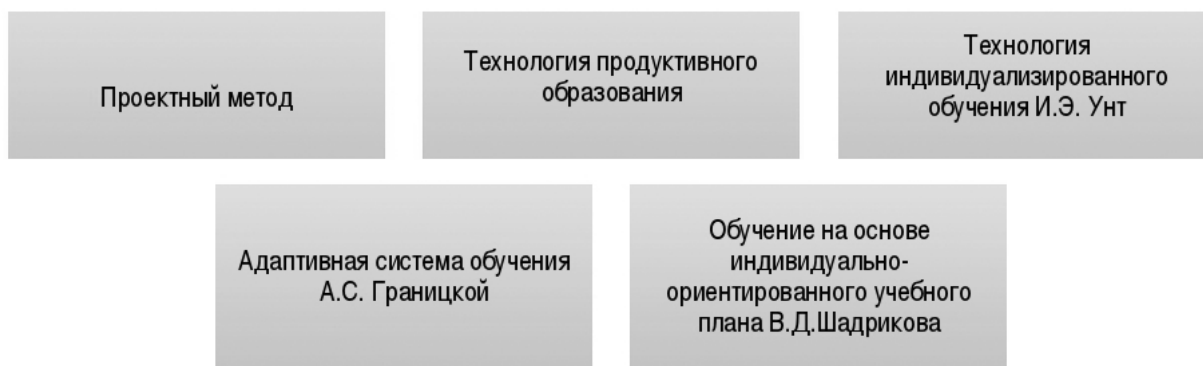 Проектный метод
Технология продуктивного
образования
Технология
индивидуализированного
обучения И.Э. Унт
Адаптивная система обучения
А.С. Границкой
Обучение на основе
индивидуально-
ориентированного учебного
плана В.Д.Шадрикова